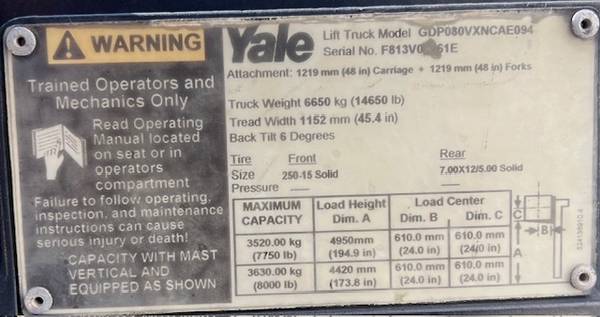 WARNING
Trained Operators and
Mechanics Only
Read Operating
Manual located
on seat or in
operators
compartment
Failure to follow operating,
inspection, and maintenance
instructions can cause
serious injury or death!
CAPACITY WITH MAST
VERTICAL AND
EQUIPPED AS SHOWN
Yale
Lift Truck Model GDP080VXNCAE094
Serial No.
Attachment: 1219 mm (48 in) Carriage + 1219 mm (48 in) Forks
Truck Weight 6650 kg (14650 lb)
Tread Width 1152 mm (45.4 in)
Back Tilt 6 Degrees
Tire Front Rear
Size 250-15 Solid 7.00X12/5.00 Solid
Pressure
MAXIMUM CAPACITY Load Height Dim. A Load Center Dim. B Dim. C
3520.00 kg 4950mm 610.0 mm 610.0 mm
(7750 lb) (194.9 in) (24.0 in) (24.0 in)
3630.00 kg 4420 mm 610.0 mm 610.0 mm
(8000 lb) (173.8 in) (24.0 in) (24.0 in)
C
B
A